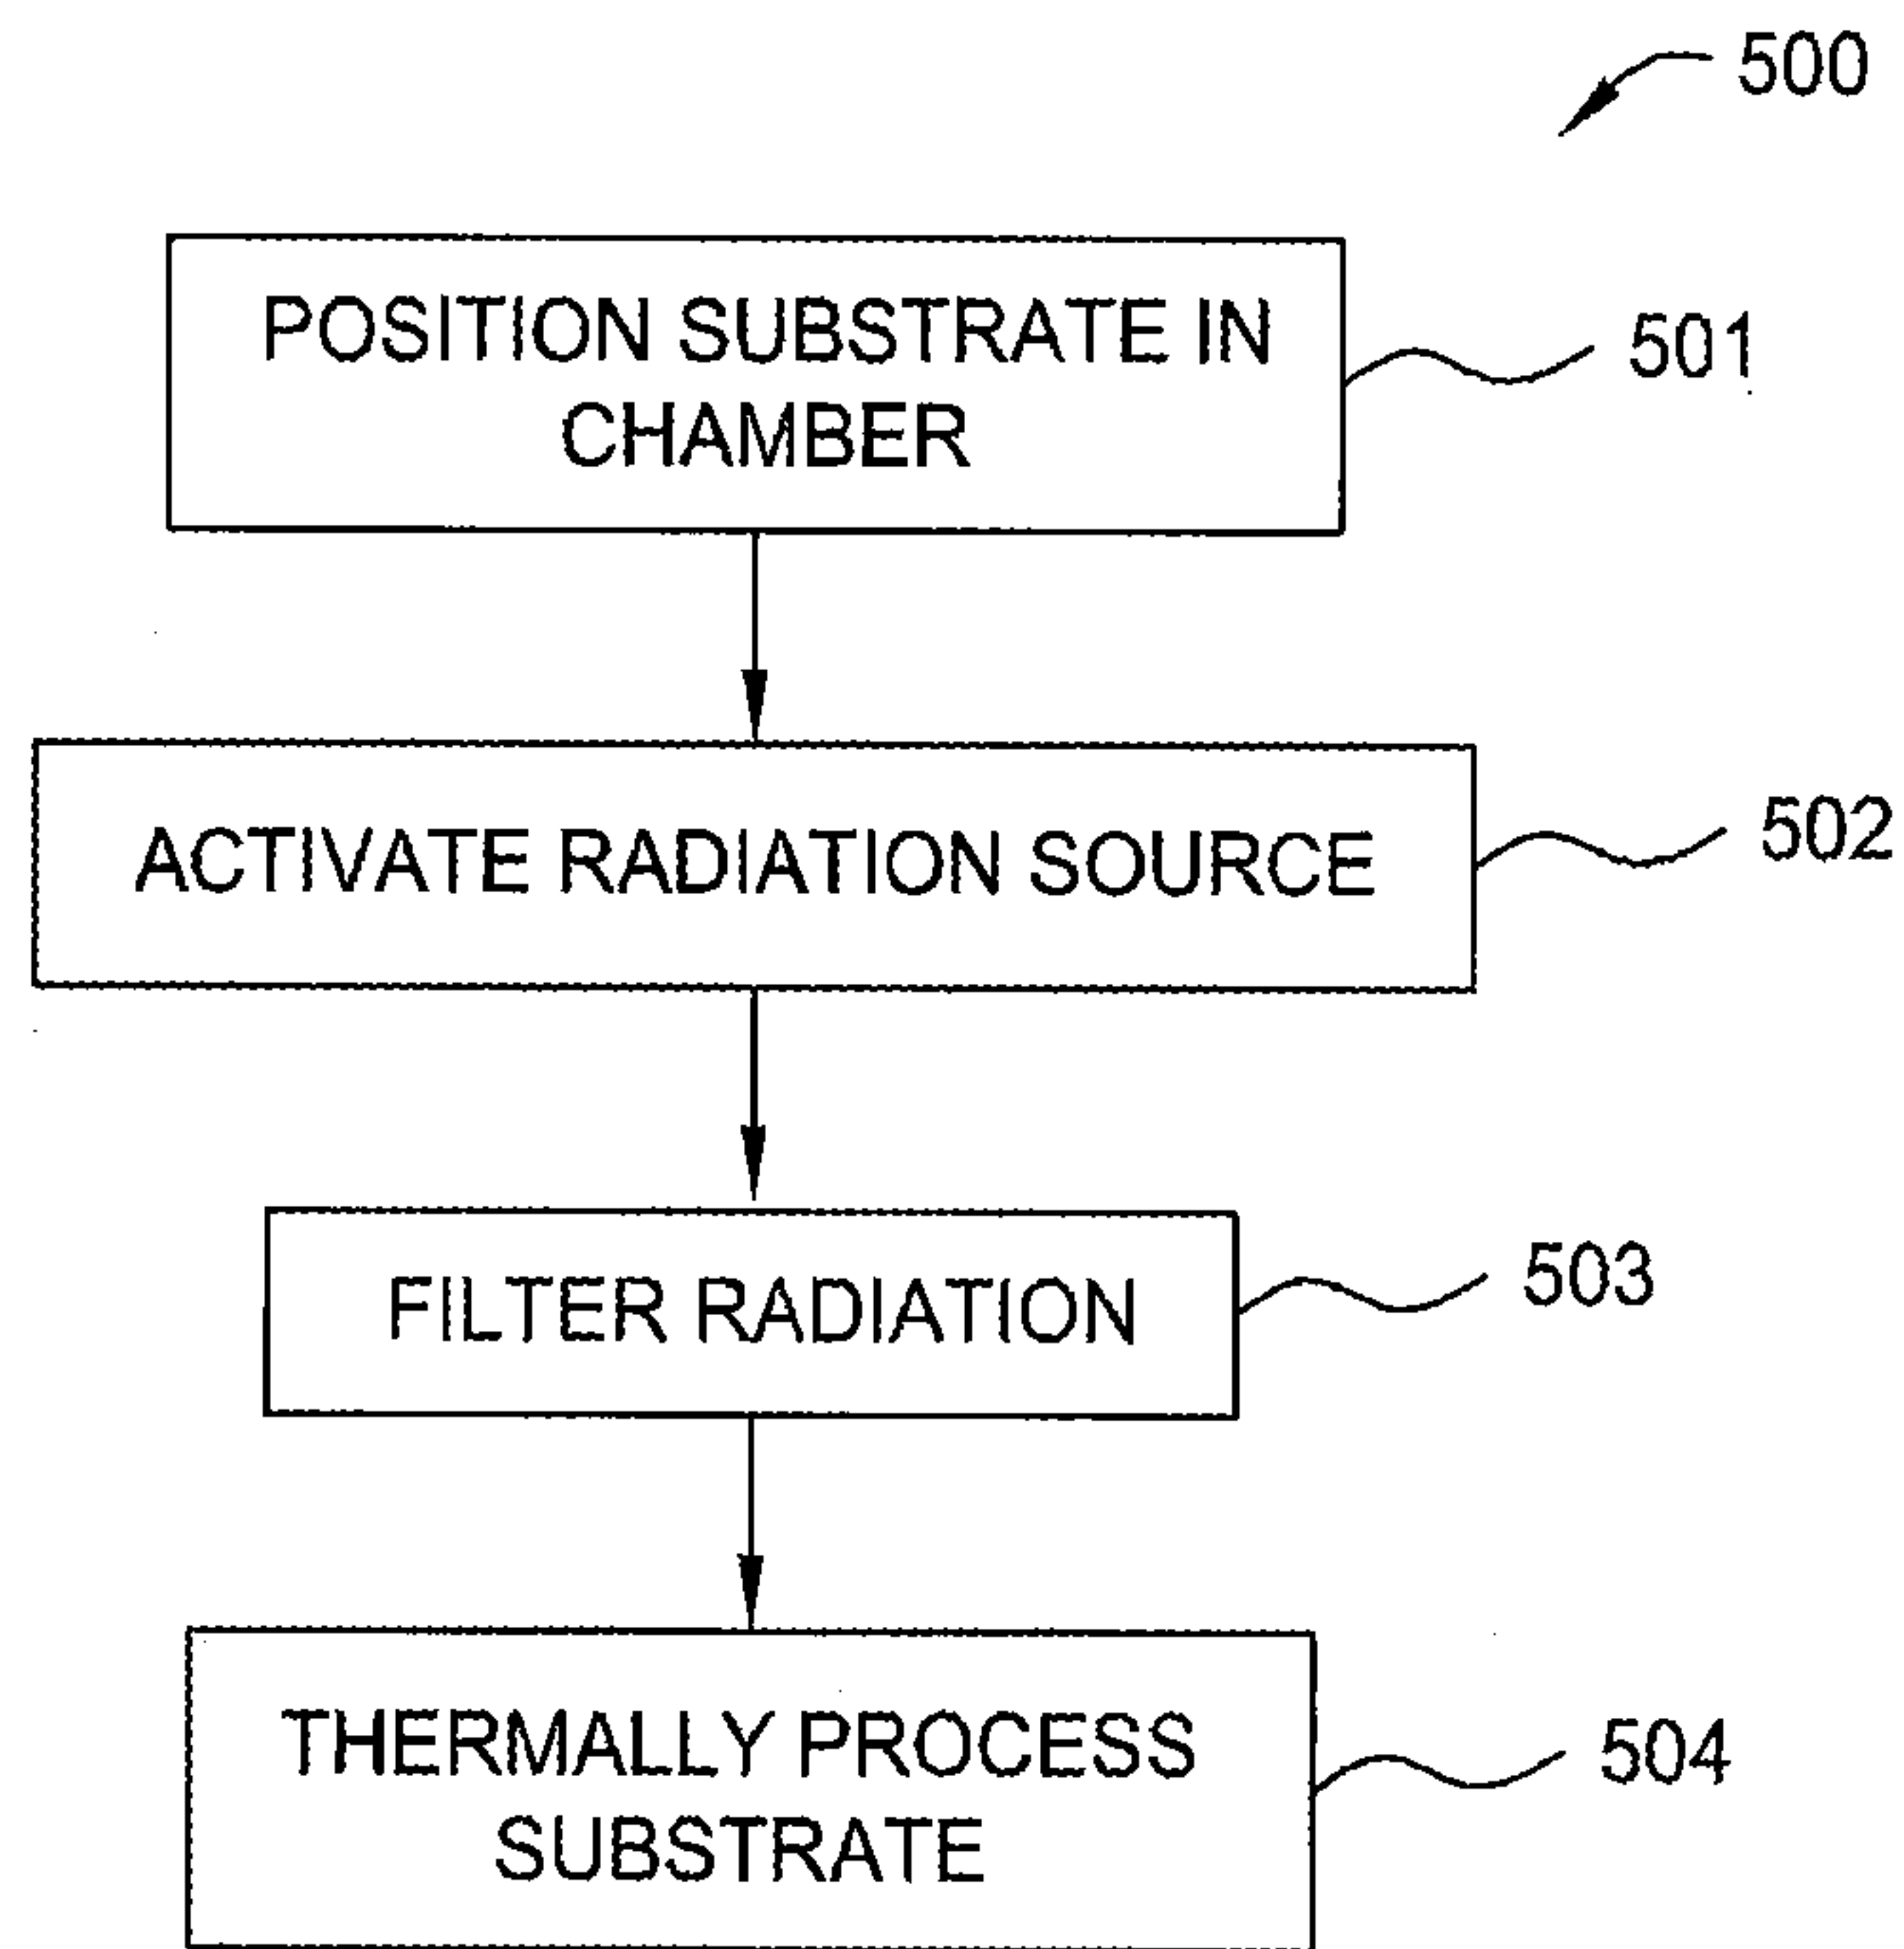 500
POSITION SUBSTRATE IN
CHAMBER
501
ACTIVATE RADIATION SOURCE
502
FILTER RADIATION
503
THERMALLY PROCESS
SUBSTRATE
504